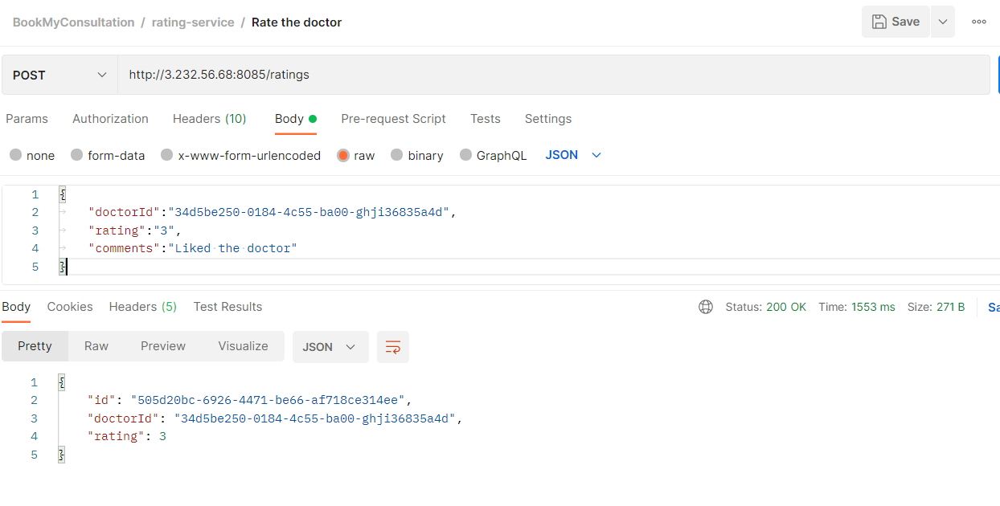 BookMyConsultation / rating-service / Rate the doctor
Save
POST http://3.232.56.68:8085/ratings
Params Authorization Headers (10) Body Pre-request Script Tests Settings
none form-data x-www-form-urlencoded raw binary GraphQL JSON
1 {
2 "doctorId":"34d5be250-0184-4c55-ba00-ghji36835a4d",
3 "rating":"3",
4 "comments":"Liked the doctor"
5 }
Body Cookies Headers (5) Test Results Status: 200 OK Time: 1553 ms Size: 271 B Sa
Pretty Raw Preview Visualize JSON
1 {
2 "id": "505d20bc-6926-4471-be66-af718ce314ee",
3 "doctorId": "34d5be250-0184-4c55-ba00-ghji36835a4d",
4 "rating": 3
5 }